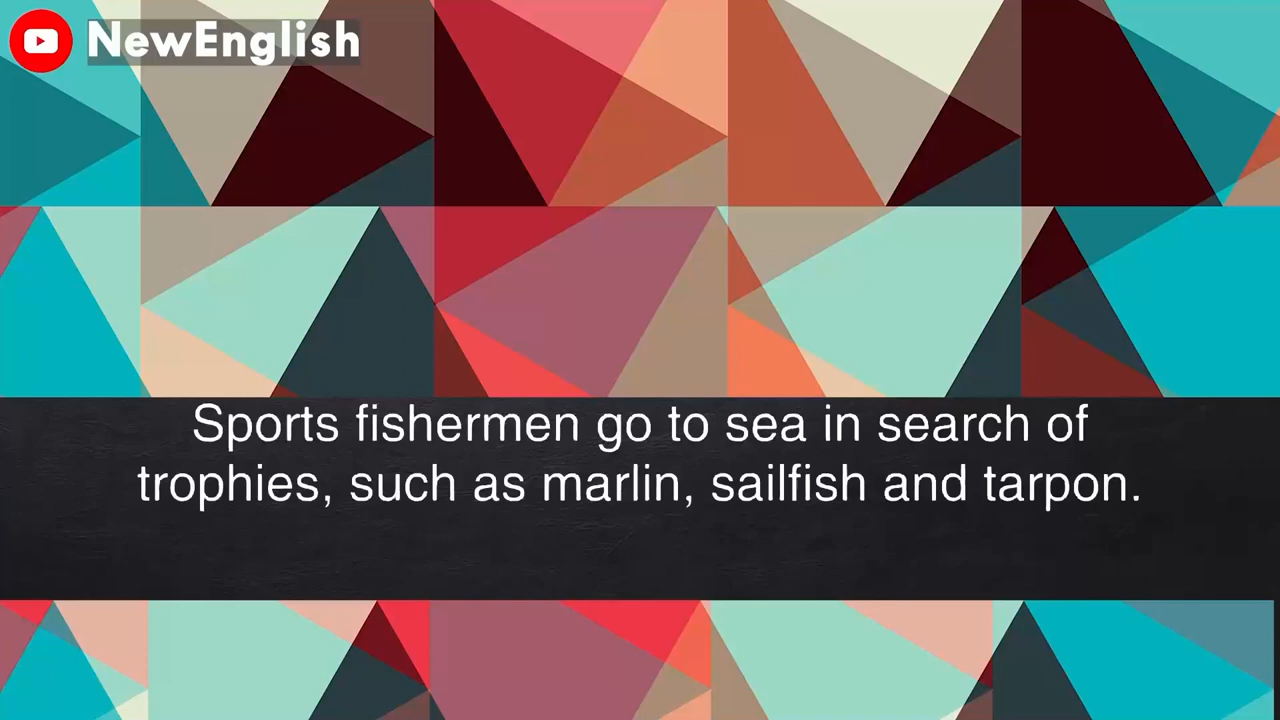 NewEnglish
Sports fishermen go to sea in search of
trophies, such as marlin, sailfish and tarpon.